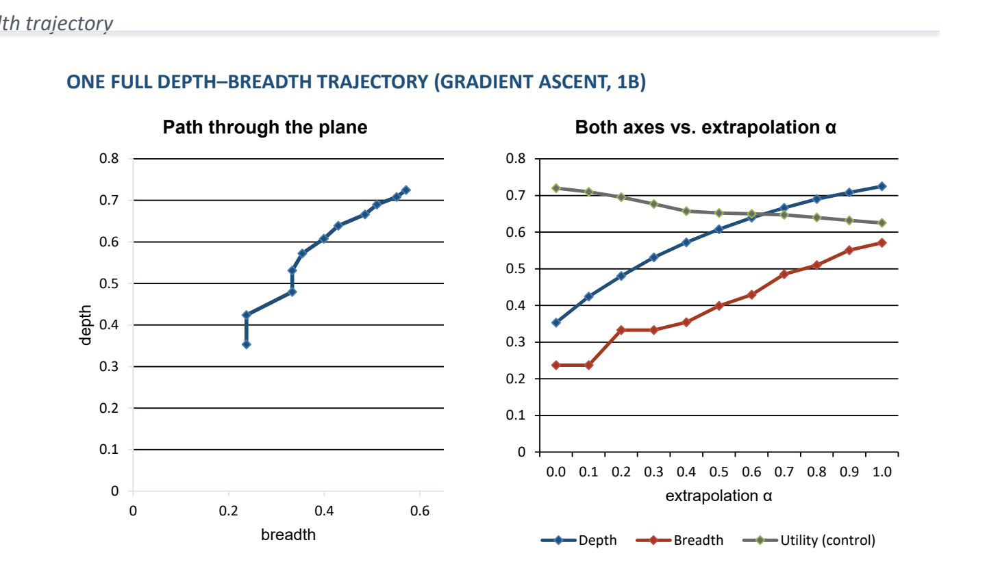 trajectory
ONE FULL DEPTH–BREADTH TRAJECTORY (GRADIENT ASCENT, 1B)
Path through the plane
0.8
0.7
0.6
0.5
0.4
0.3
0.2
0.1
0
depth
0 0.2 0.4 0.6
breadth
Both axes vs. extrapolation α
0.8
0.7
0.6
0.5
0.4
0.3
0.2
0.1
0
0.0 0.1 0.2 0.3 0.4 0.5 0.6 0.7 0.8 0.9 1.0
extrapolation α
Depth Breadth Utility (control)